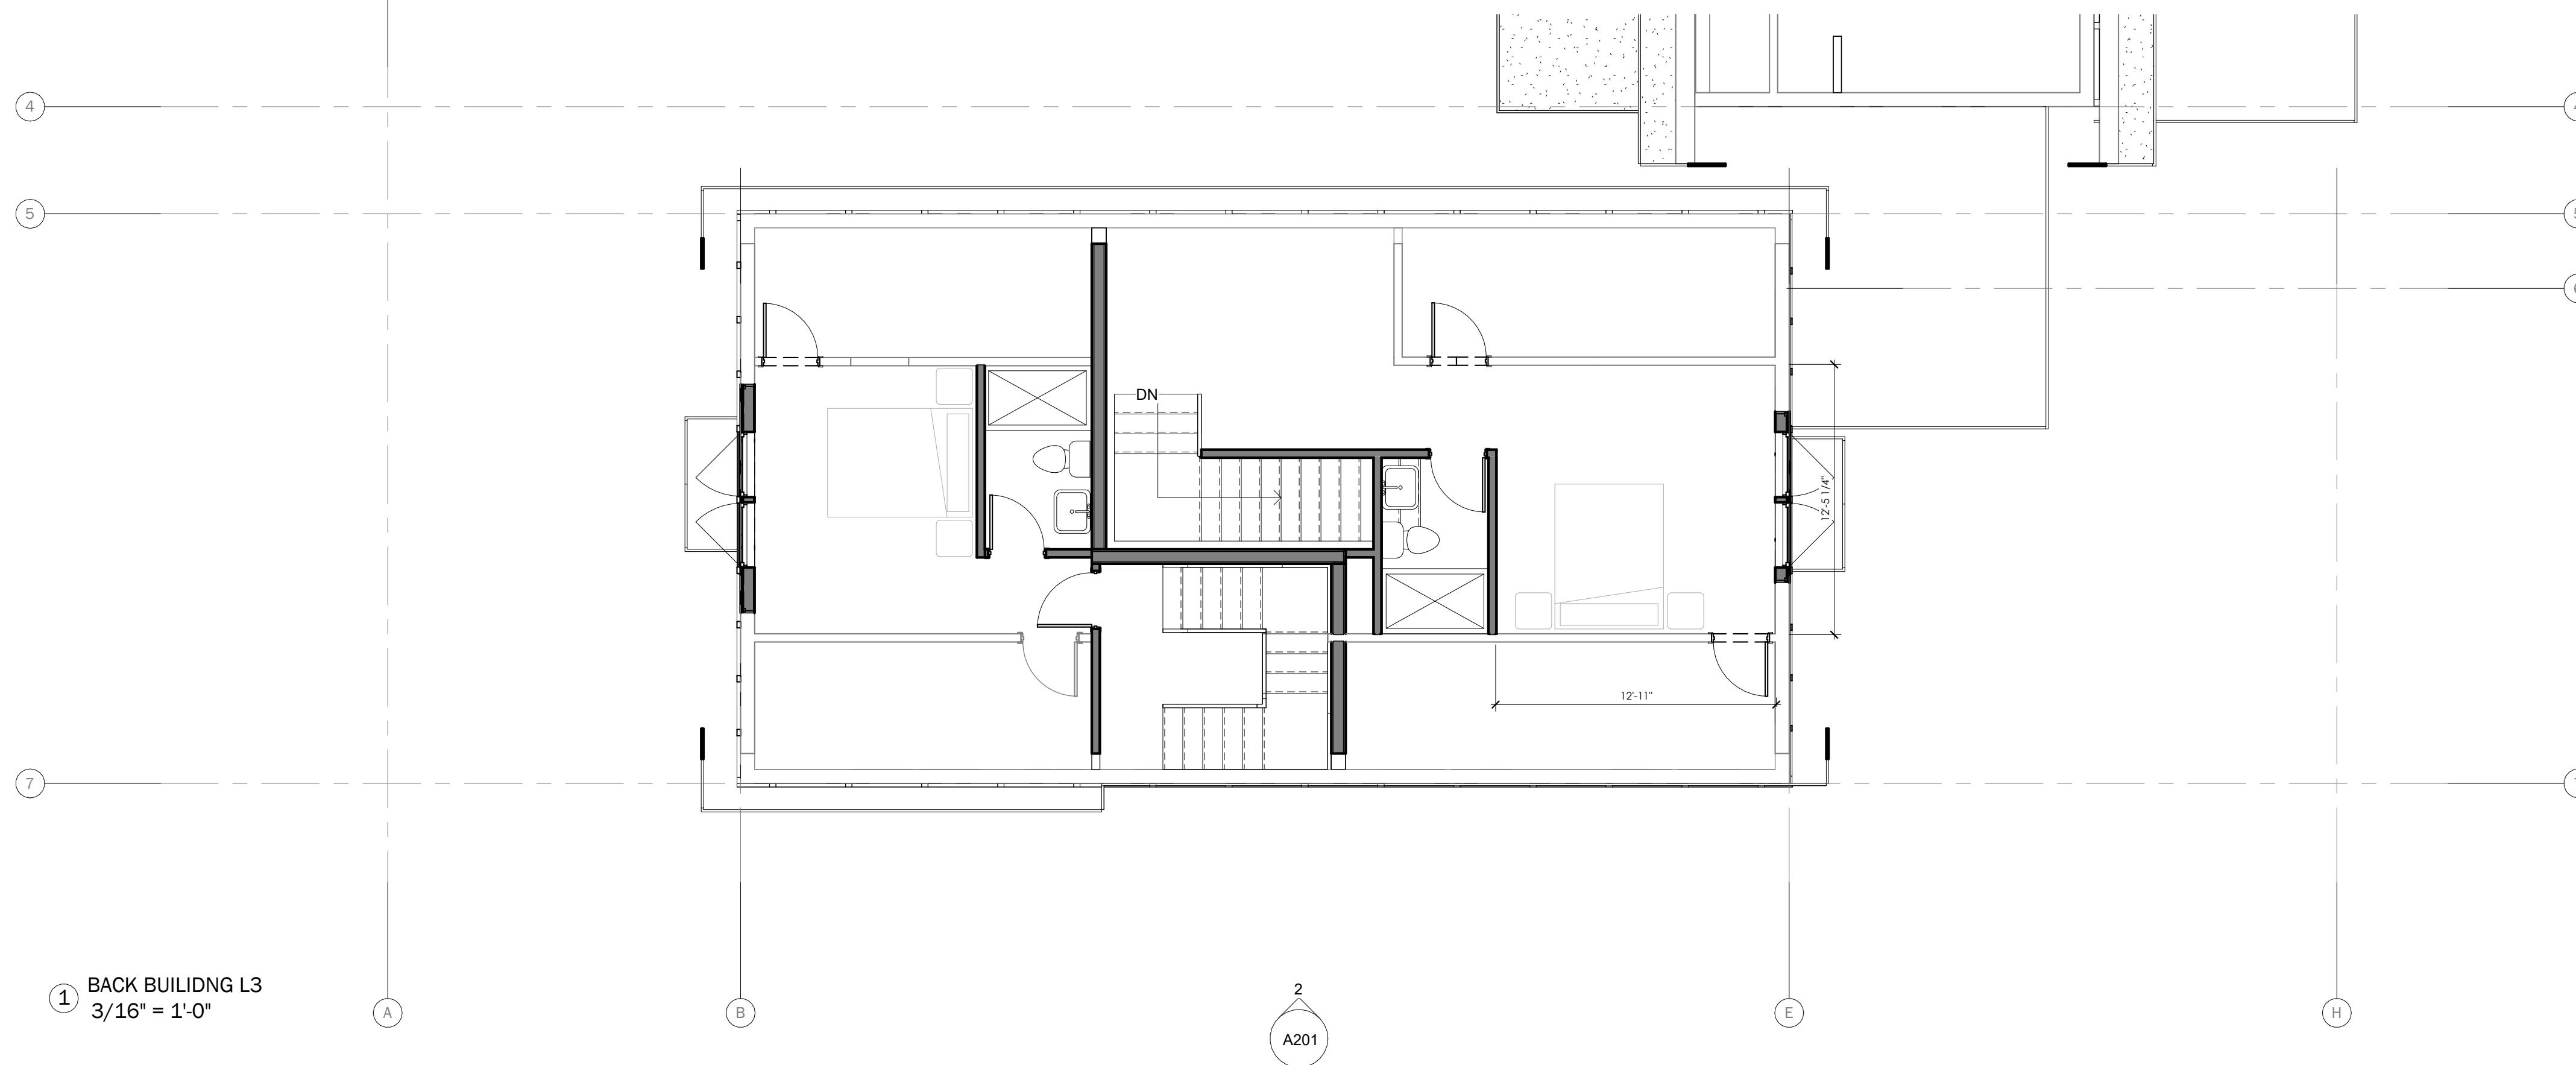 4
5
DN
12'-5 1/4"
12'-11"
7
1
BACK BUILIDNG L3
3/16" = 1'-0"
A
B
E
H
2
A201